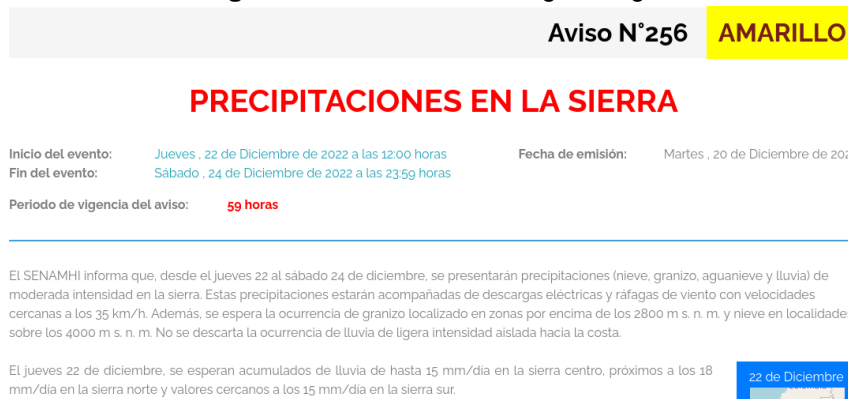 Aviso N°256 AMARILLO
PRECIPITACIONES EN LA SIERRA
Inicio del evento: Jueves , 22 de Diciembre de 2022 a las 12:00 horas Fecha de emisión: Martes , 20 de Diciembre de
Fin del evento: Sábado , 24 de Diciembre de 2022 a las 23:59 horas
Periodo de vigencia del aviso: 59 horas
El SENAMHI informa que, desde el jueves 22 al sábado 24 de diciembre, se presentarán precipitaciones (nieve, granizo, aguanieve y lluvia) de
moderada intensidad en la sierra. Estas precipitaciones estarán acompañadas de descargas eléctricas y ráfagas de viento con velocidades
cercanas a los 35 km/h. Además, se espera la ocurrencia de granizo localizado en zonas por encima de los 2800 m s. n. m. y nieve en localidades
sobre los 4000 m s. n. m. No se descarta la ocurrencia de lluvia de ligera intensidad aislada hacia la costa.
El jueves 22 de diciembre, se esperan acumulados de lluvia de hasta 15 mm/día en la sierra centro, próximos a los 18
mm/día en la sierra norte y valores cercanos a los 15 mm/día en la sierra sur.
22 de Diciembre